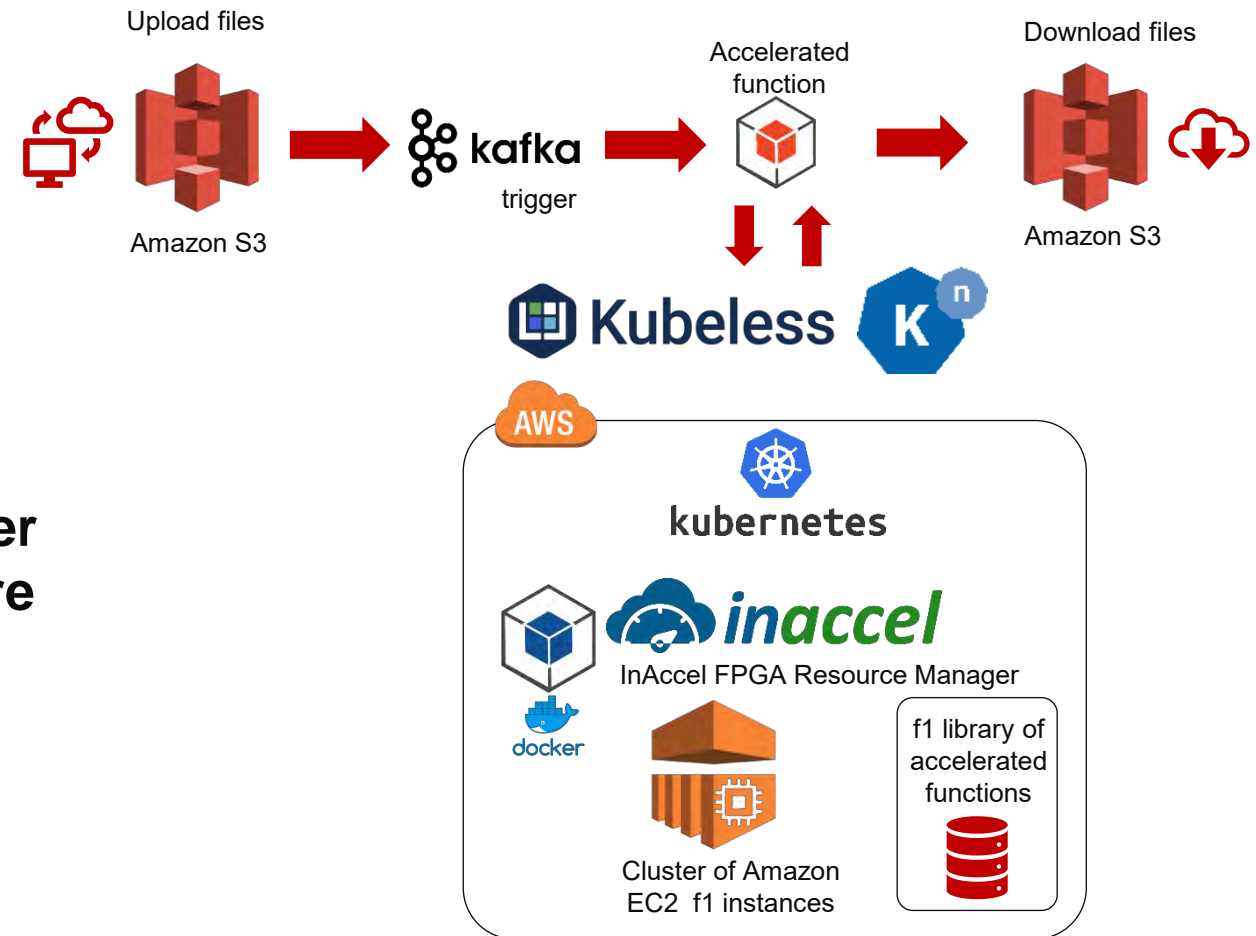 Upload files
Amazon S3
kafka
trigger
Accelerated
function
Download files
Amazon S3
Kubeless
K
n
AWS
kubernetes
er
re
inaccel
InAccel FPGA Resource Manager
docker
f1 library of
accelerated
functions
Cluster of Amazon
EC2 f1 instances